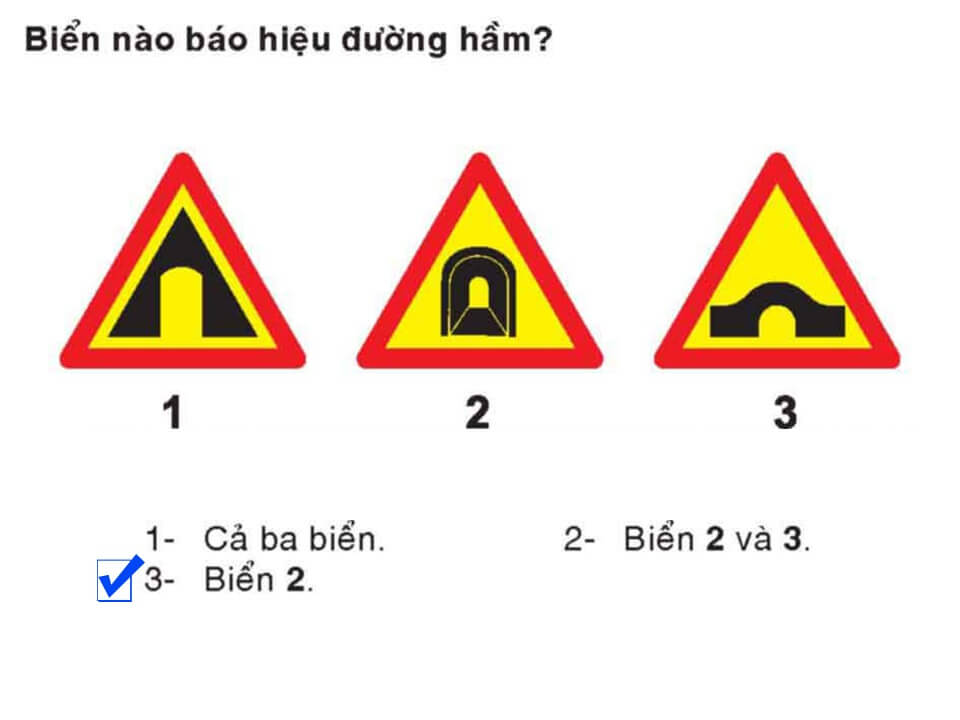 Biển nào báo hiệu đường hầm?
1 2 3
1- Cả ba biển. 2- Biển 2 và 3.
3- Biển 2.